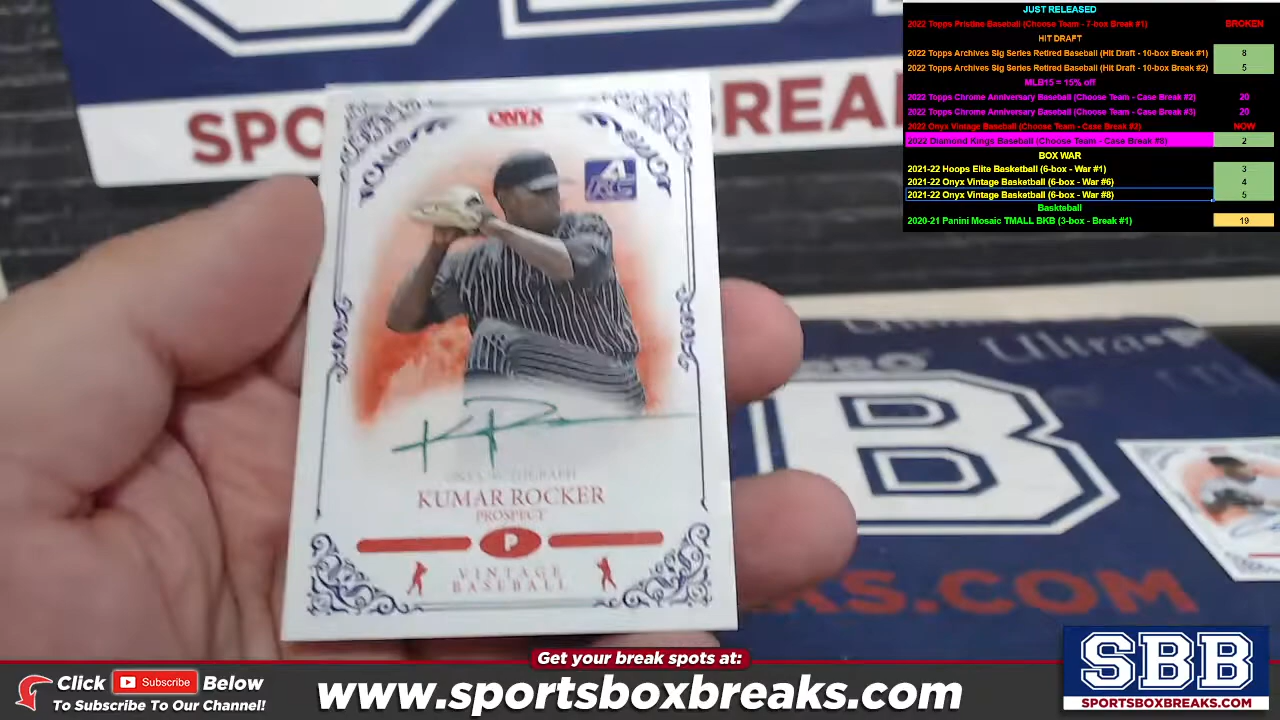 JUST RELEASED
2022 Topps Pristine Baseball (Choose Team - 7-box Break #1) BROKEN
HIT DRAFT
2022 Topps Archives Sig Series Retired Baseball (Hit Draft - 10-box Break #1) 8
2022 Topps Archives Sig Series Retired Baseball (Hit Draft - 10-box Break #2) 5
MLB15 = 15% off
2022 Topps Chrome Anniversary Baseball (Choose Team - Case Break #2) 20
2022 Topps Chrome Anniversary Baseball (Choose Team - Case Break #3) 20
2022 Onyx Vintage Baseball (Choose Team - Case Break #2) NOW
2022 Diamond Kings Baseball (Choose Team - Case Break #8) 2
BOX WAR
2021-22 Hoops Elite Basketball (6-box - War #1) 3
2021-22 Onyx Vintage Basketball (6-box - War #6) 4
2021-22 Onyx Vintage Basketball (6-box - War #8) 5
Baskteball
2020-21 Panini Mosaic TMALL BKB (3-box - Break #1) 19
ONYX
KUMAR ROCKER
PROSPECT
P
VINTAGE
BASEBALL
SBO
Ultra
B
KS.COM
Get your break spots at:
Click Subscribe Below
To Subscribe To Our Channel!
www.sportsboxbreaks.com
SBB
SPORTSBOXBREAKS.COM